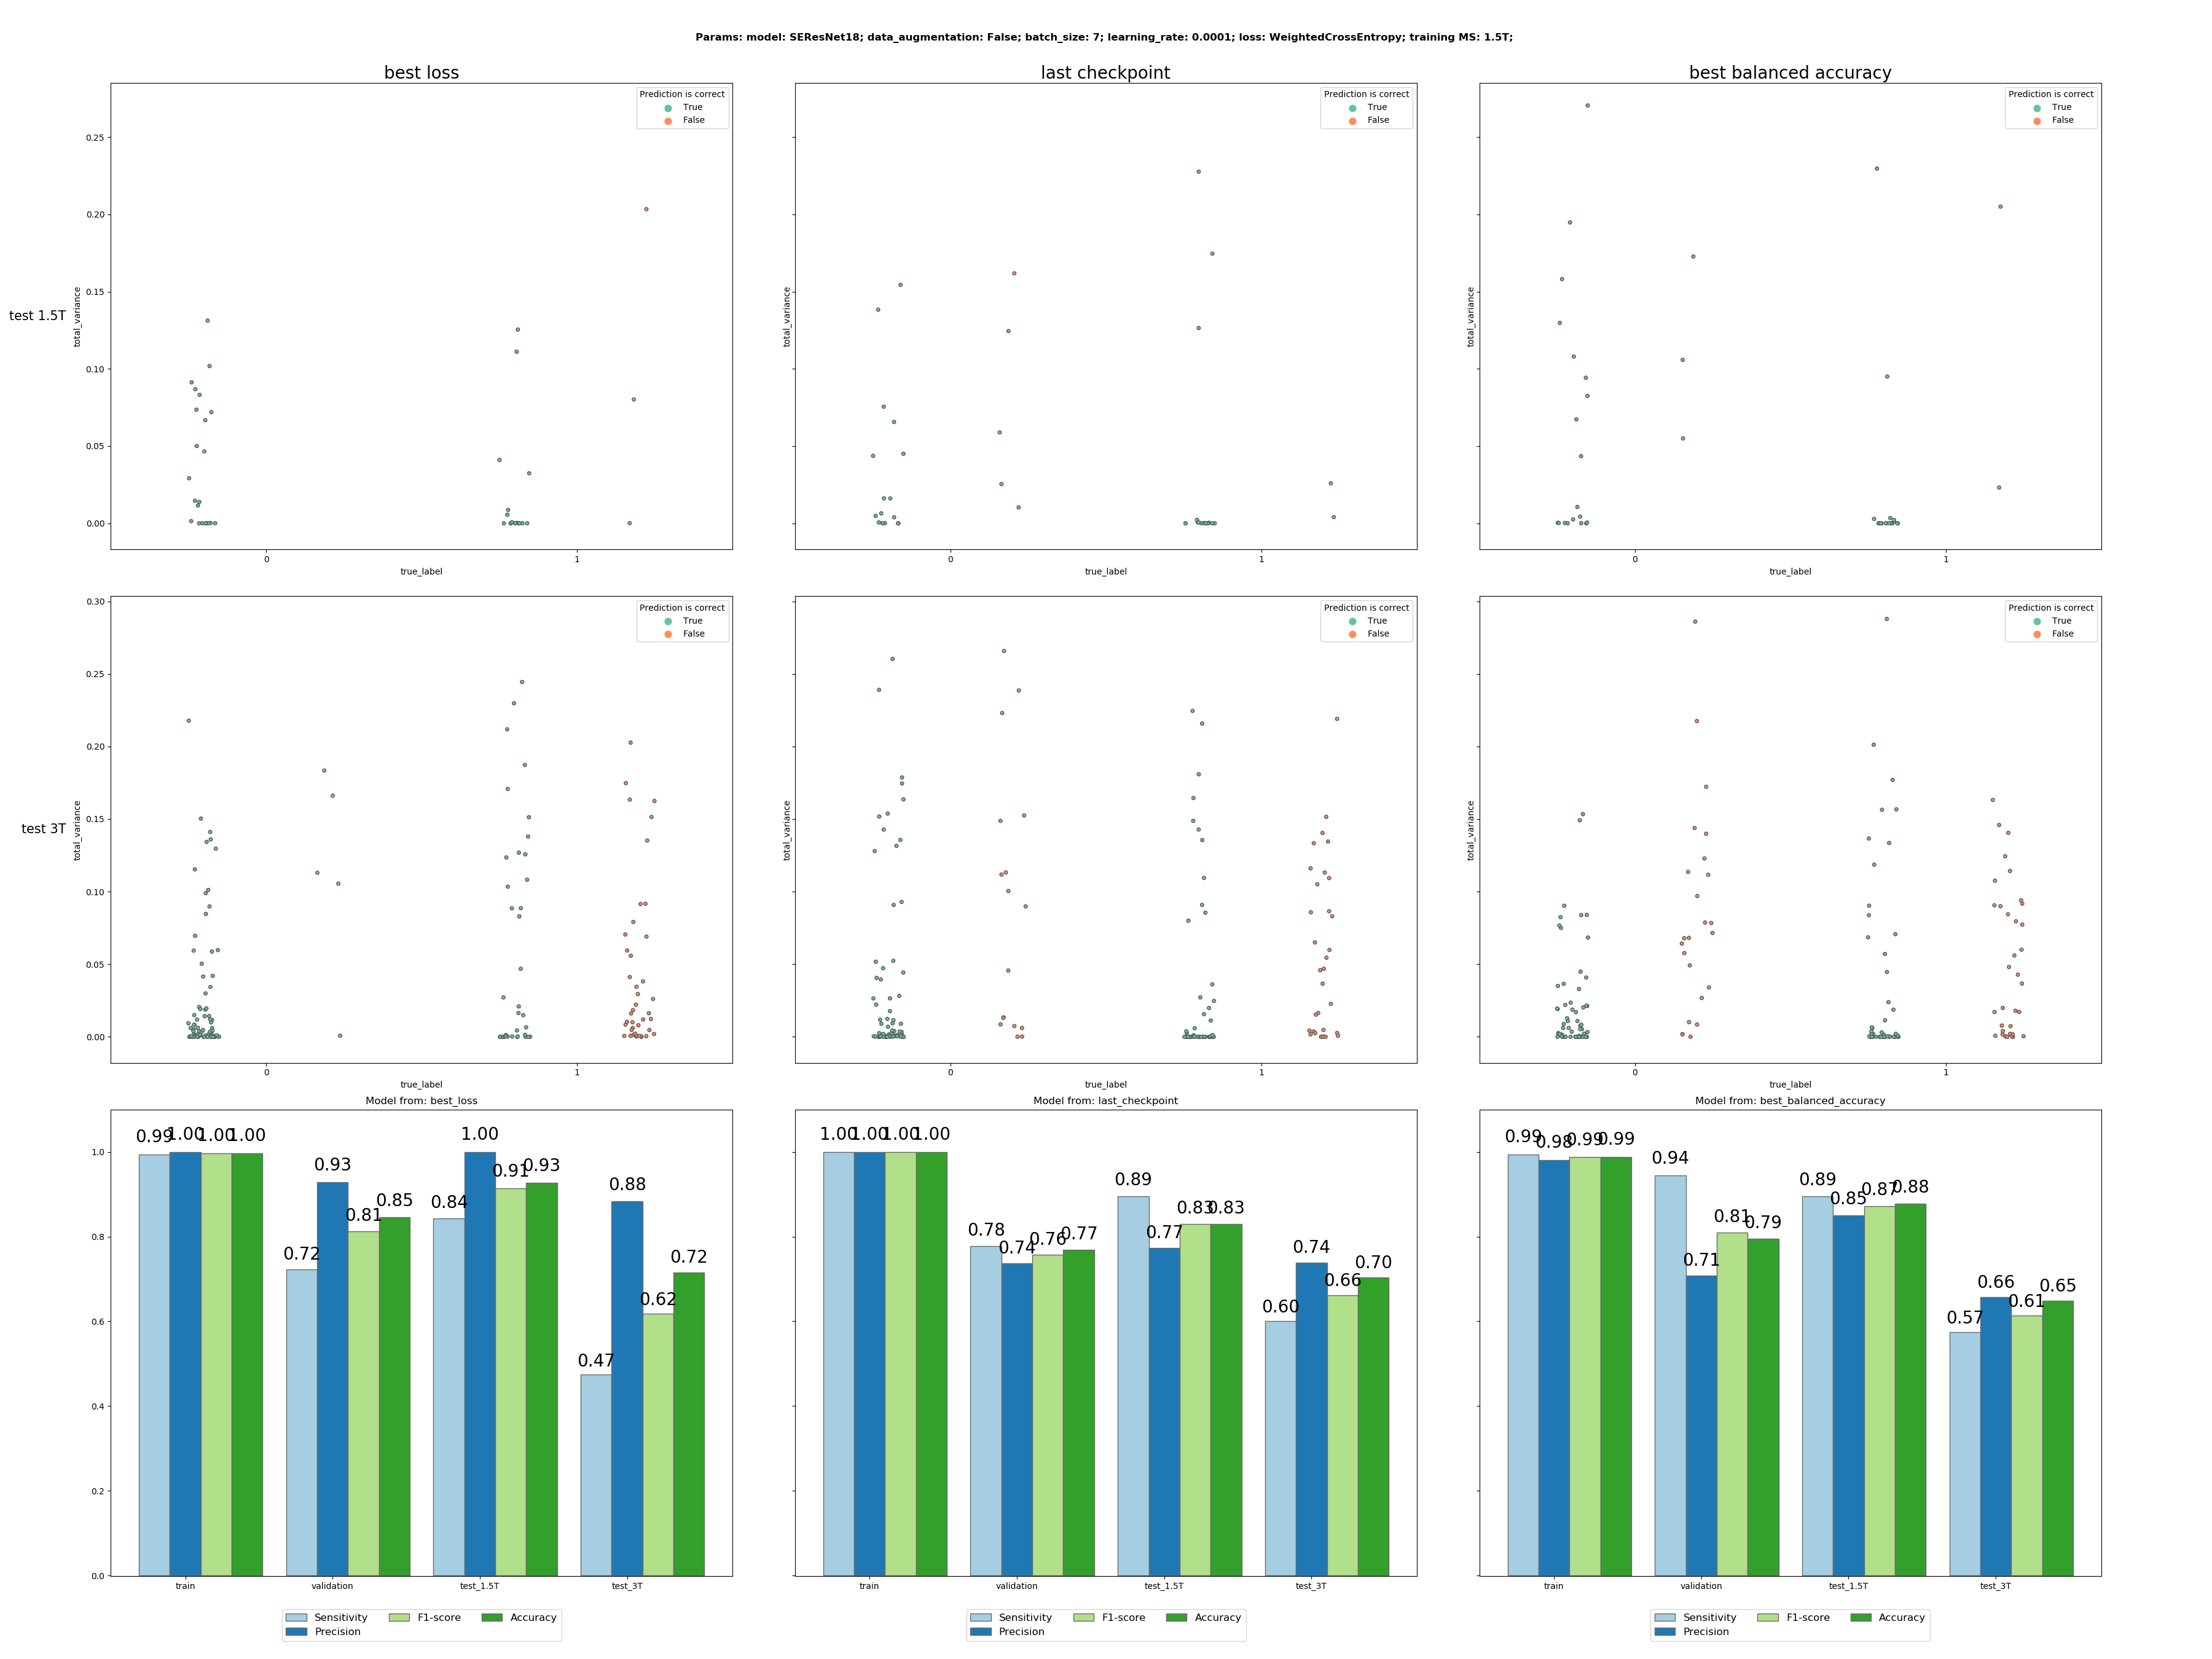 Params: model: SEResNet18; data_augmentation: False; batch_size: 7; learning_rate: 0.0001; loss: WeightedCrossEntropy; training MS: 1.5T;
best loss
last checkpoint
best balanced accuracy
test 1.5T
total_variance
0.25
0.20
0.15
0.10
0.05
0.00
Prediction is correct
True
False
0
1
true_label
total_variance
Prediction is correct
True
False
0
1
true_label
total_variance
Prediction is correct
True
False
0
1
true_label
test 3T
total_variance
0.30
0.25
0.20
0.15
0.10
0.05
0.00
Prediction is correct
True
False
0
1
true_label
total_variance
Prediction is correct
True
False
0
1
true_label
total_variance
Prediction is correct
True
False
0
1
true_label
Model from: best_loss
1.0
0.8
0.6
0.4
0.2
0.0
0.99 1.00 1.00 1.00
0.72 0.93 0.81 0.85
0.84 1.00 0.91 0.93
0.47 0.88 0.62 0.72
train validation test_1.5T test_3T
Sensitivity F1-score Accuracy
Precision
Model from: last_checkpoint
1.00 1.00 1.00 1.00
0.78 0.74 0.76 0.77
0.89 0.77 0.83 0.83
0.60 0.74 0.66 0.70
train validation test_1.5T test_3T
Sensitivity F1-score Accuracy
Precision
Model from: best_balanced_accuracy
0.99 0.98 0.99 0.99
0.94 0.71 0.81 0.79
0.89 0.85 0.87 0.88
0.57 0.66 0.61 0.65
train validation test_1.5T test_3T
Sensitivity F1-score Accuracy
Precision